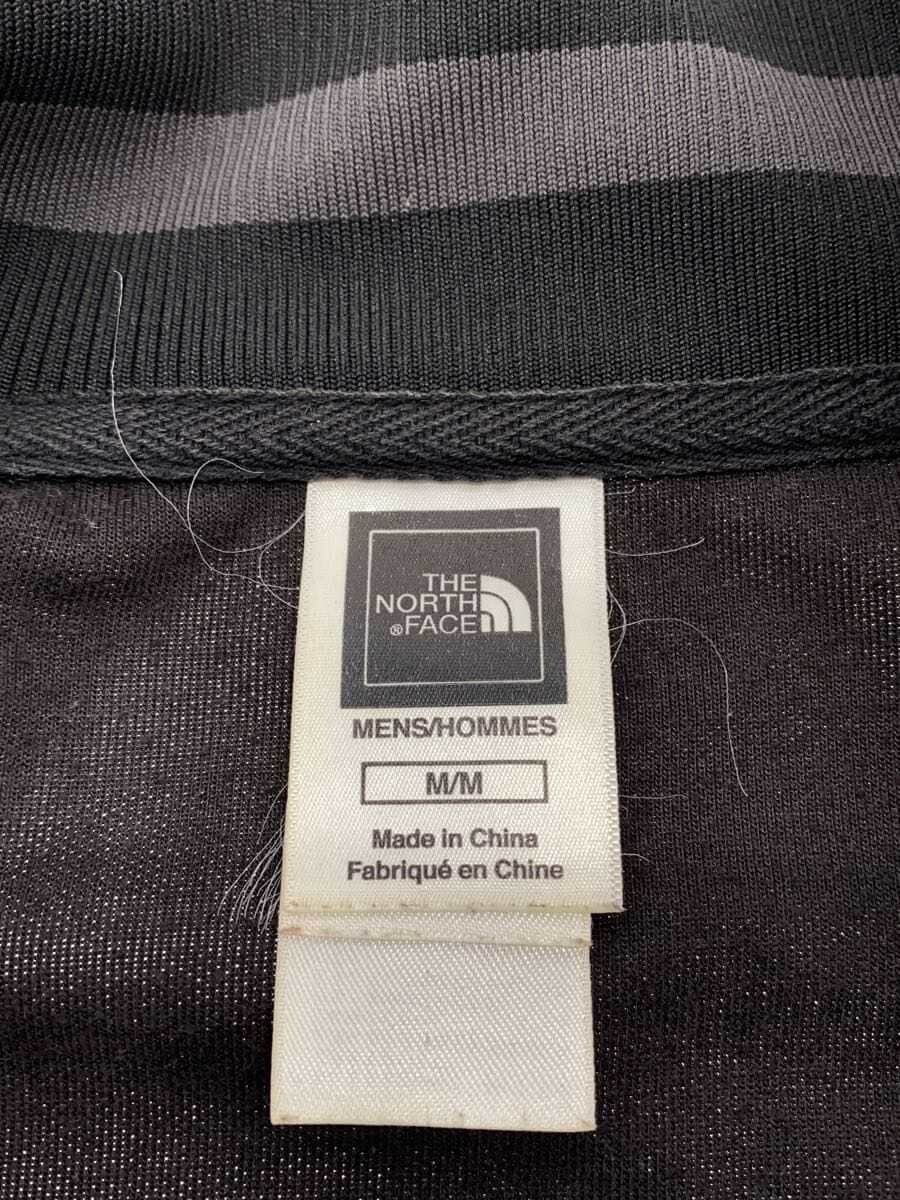 THE
NORTH
®FACE
MENS/HOMMES
M/M
Made in China
Fabriqué en Chine